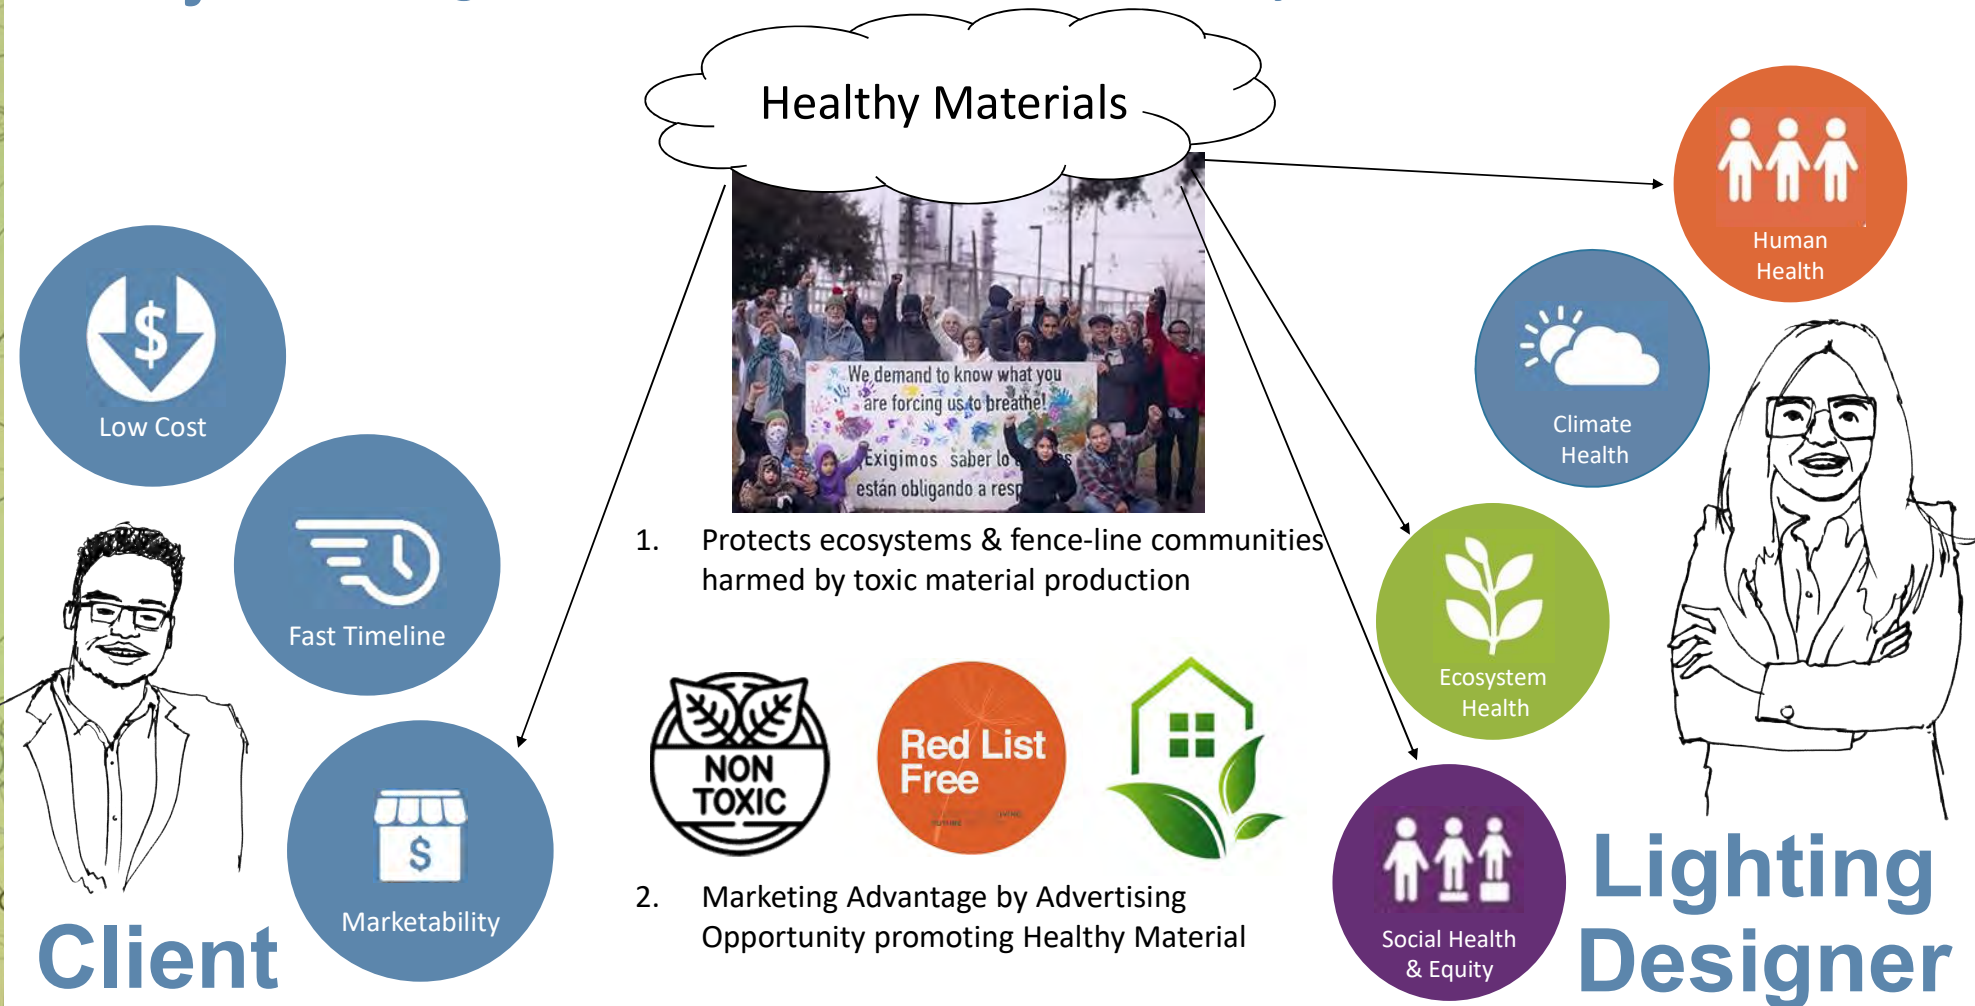 Healthy Materials
Human
Health
Climate
Health
Low Cost
We demand to know what you
are forcing us to breathe!
¡Exigimos saber lo
están obligando a resp
1. Protects ecosystems & fence-line communities
harmed by toxic material production
Fast Timeline
Ecosystem
Health
NON
TOXIC
Red List
Free
$
$
Marketability
2. Marketing Advantage by Advertising
Opportunity promoting Healthy Material
Social Health
& Equity
Client
Lighting
Designer